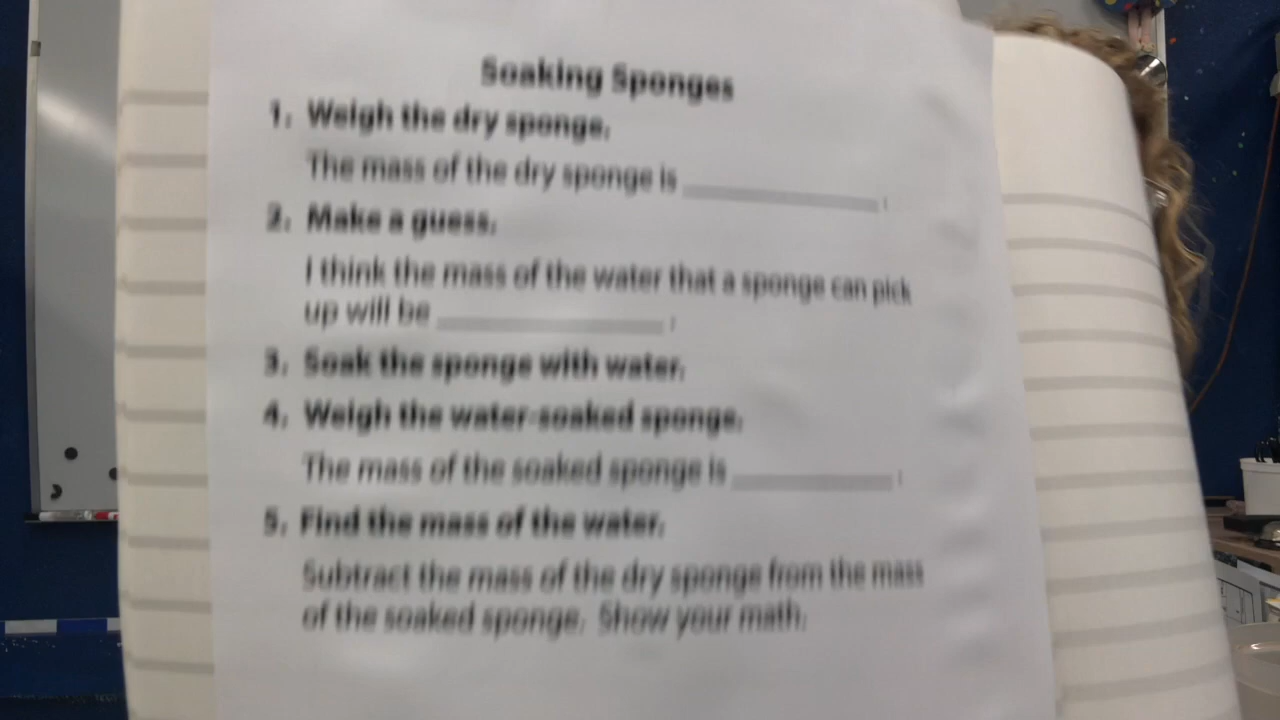 Soaking Sponges
1. Weigh the dry sponge.
The mass of the dry sponge is ____________.
2. Make a guess.
I think the mass of the water that a sponge can pick
up will be ______________.
3. Soak the sponge with water.
4. Weigh the water-soaked sponge.
The mass of the soaked sponge is __________.
5. Find the mass of the water.
Subtract the mass of the dry sponge from the mass
of the soaked sponge. Show your math.